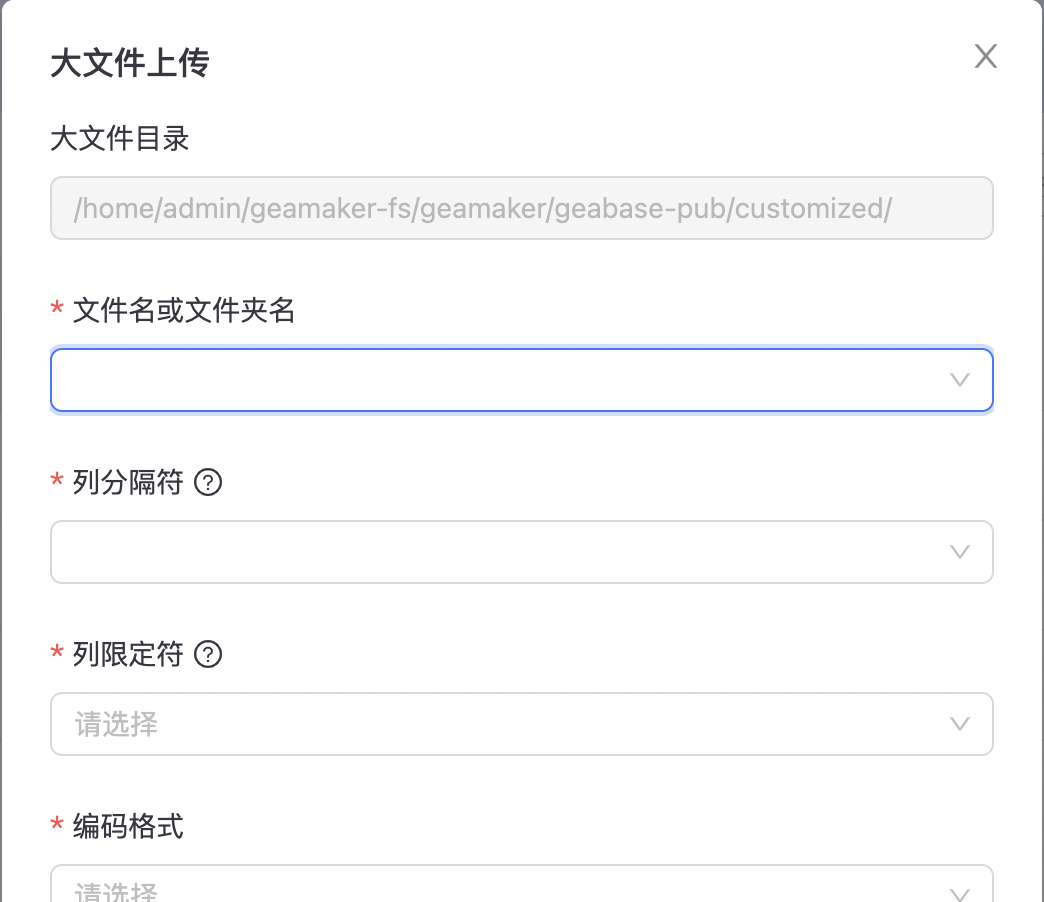 大文件上传
大文件目录
/home/admin/geamaker-fs/geamaker/geabase-pub/customized/
* 文件名或文件夹名
* 列分隔符 ?
* 列限定符 ?
请选择
* 编码格式
请选择